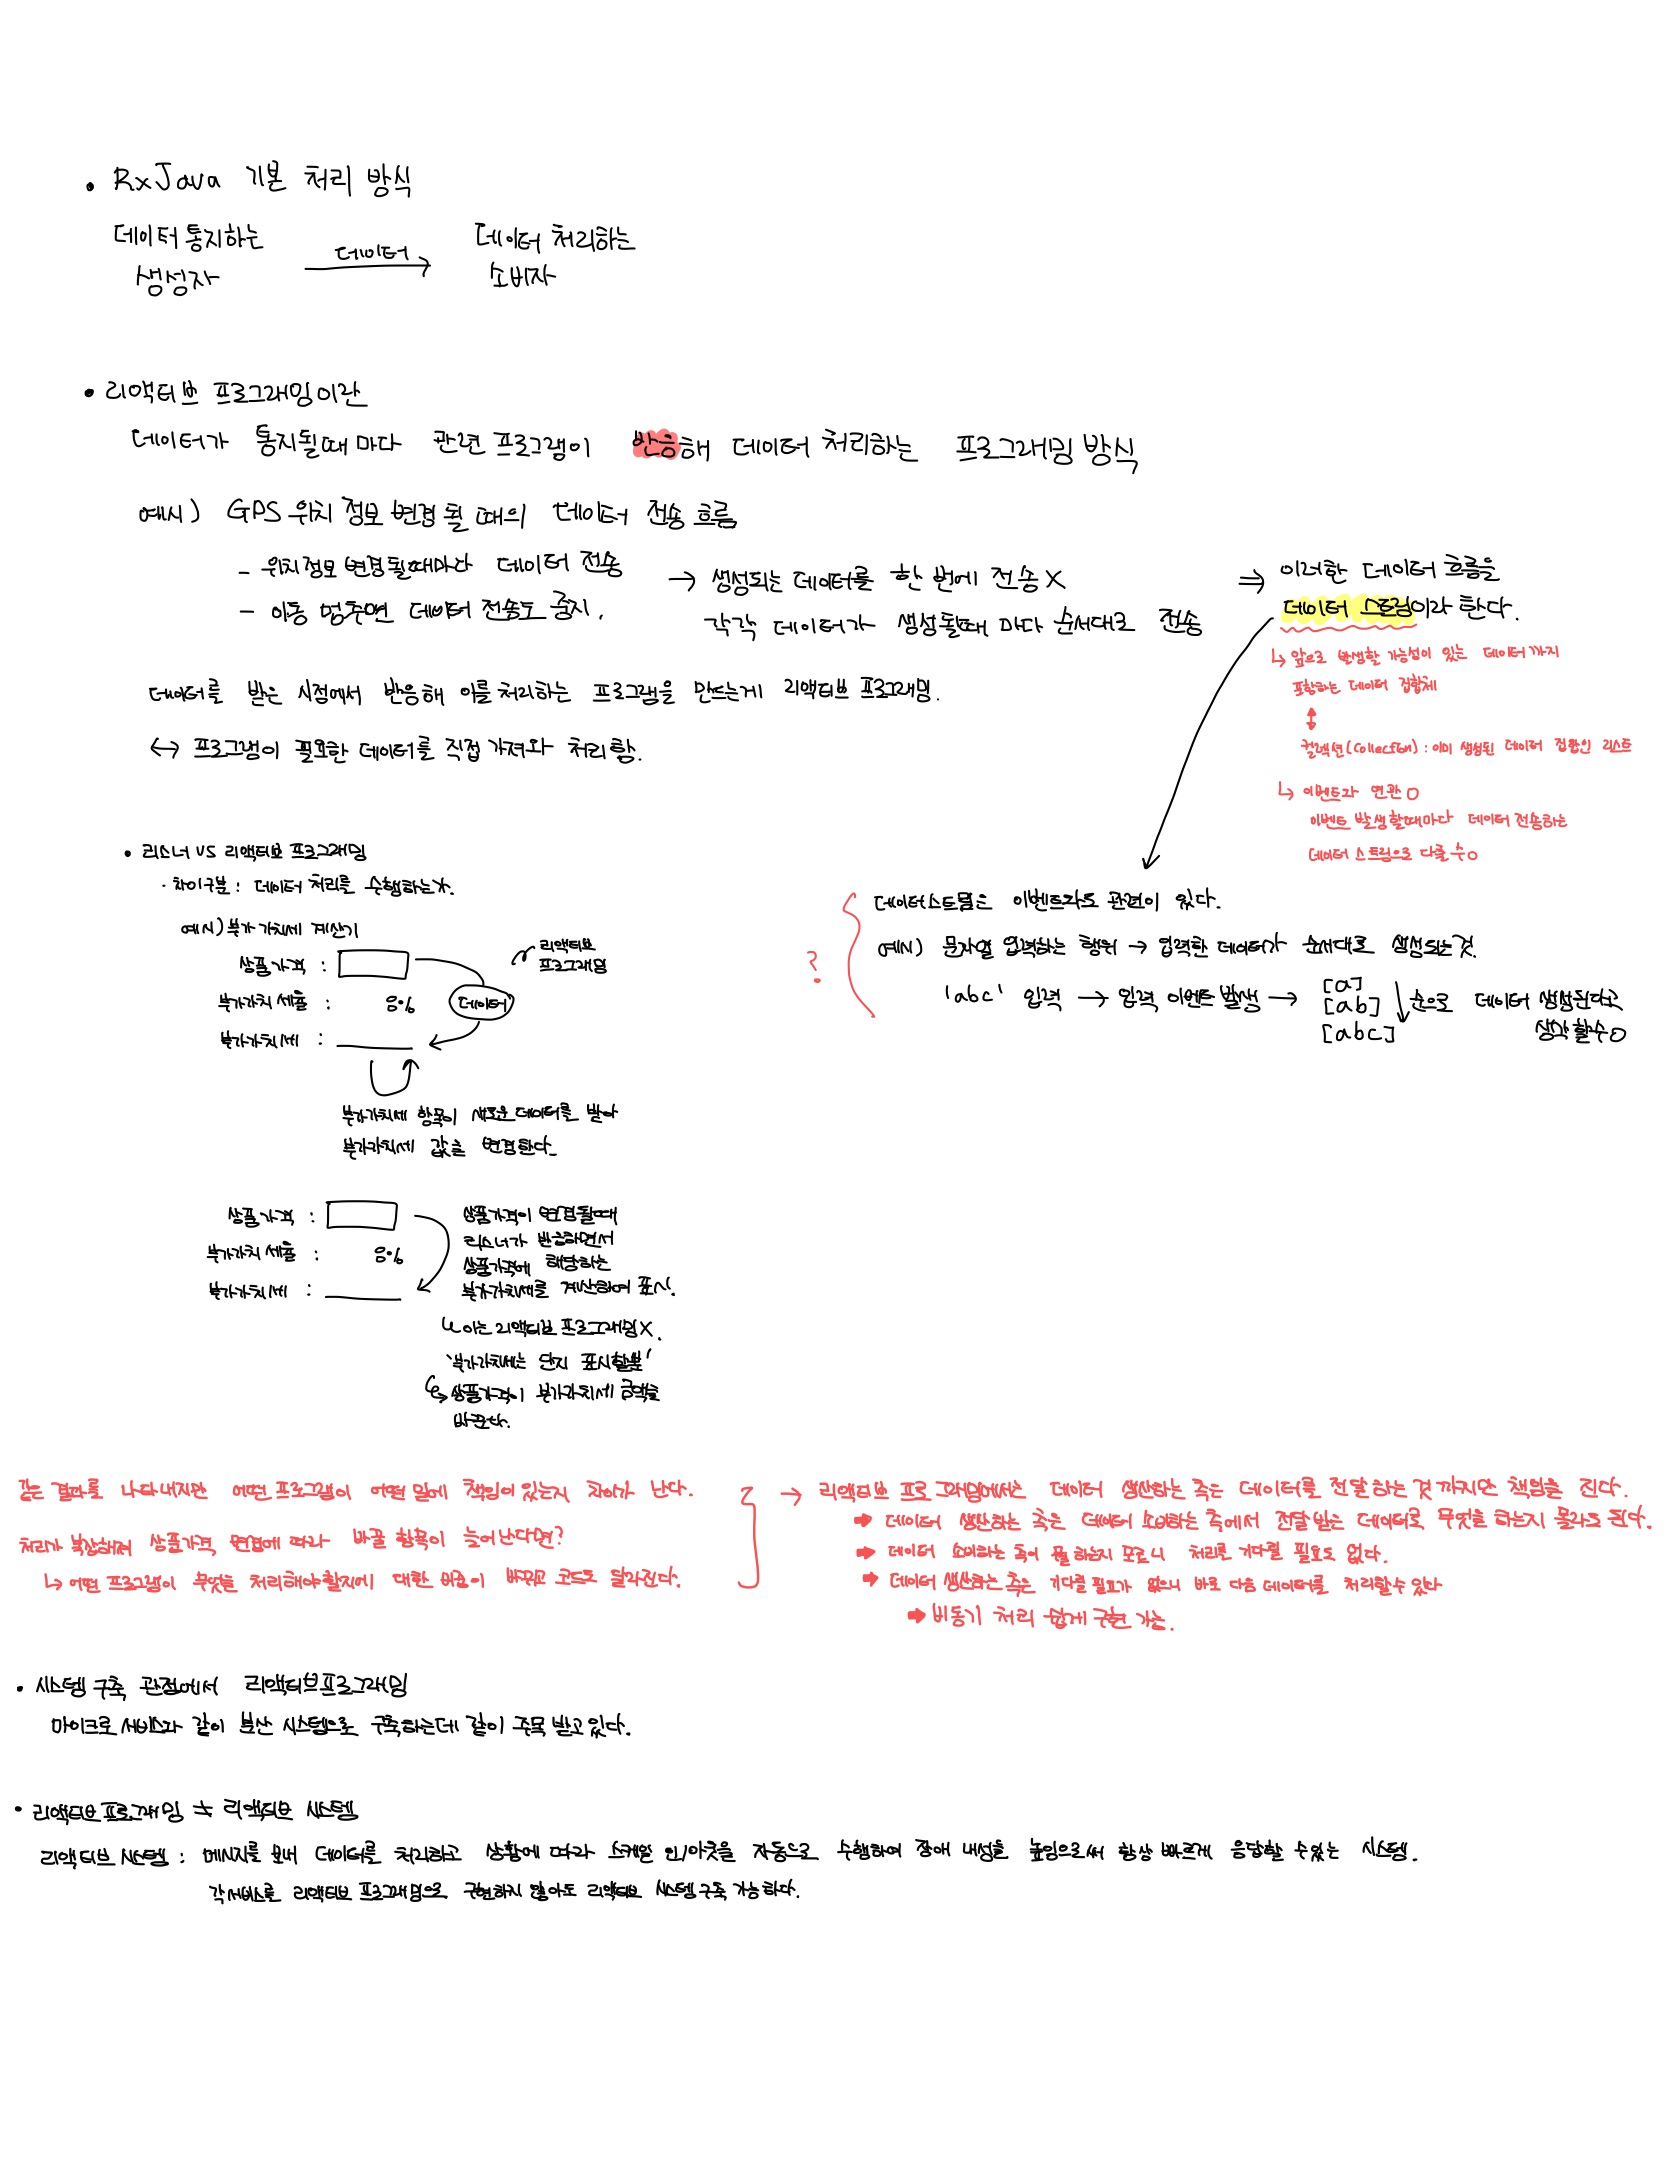 • RxJava 기본 처리 방식
데이터 통지하는
생성자
데이터
데이터 처리하는
소비자
• 리액티브 프로그래밍이란
데이터가 통지될때 마다 관련 프로그램이 반응해 데이터 처리하는 프로그래밍 방식
예시) GPS 위치 정보 변경 될 때의 데이터 전송 흐름
- 위치정보 변경될때마다 데이터 전송
- 이동 멈추면 데이터 전송도 중지.
→ 생성되는 데이터를 한 번에 전송 X
각각 데이터가 생성될때 마다 순서대로 전송
⇒ 이러한 데이터 흐름을
데이터 스트림이라 한다.
↳ 앞으로 발생할 가능성이 있는 데이터 까지
포함하는 데이터 집합체
↕
컬렉션(Collection) : 이미 생성된 데이터 집합인 리스트
↳ 이벤트과 연관 O
이벤트 발생 할때마다 데이터 전송하는
데이터 스트림으로 다룰 수 O
데이터를 받은 시점에서 반응해 이를 처리하는 프로그램을 만드는게 리액티브 프로그래밍.
↔ 프로그램이 필요한 데이터를 직접 가져와 처리함.
?
데이터스트림은 이벤트와도 관련이 있다.
예시) 문자열 입력하는 행위 → 입력한 데이터가 순서대로 생성되는 것.
'abc' 입력 → 입력 이벤트 발생 →
[a]
[ab]
[abc]
순으로 데이터 생성된다고
생각 할수 O
• 리스너 VS 리액티브 프로그래밍
· 차이구분 : 데이터 처리를 수행하는가.
예시) 부가가치세 계산기
상품가격 :
부가가치 세율 : 8%
부가가치세 :
데이터
리액티브
프로그래밍
부가가치세 항목이 새로운 데이터를 받아
부가가치세 값을 변경한다.
상품가격 :
부가가치 세율 : 8%
부가가치세 :
상품가격이 변경될때
리스너가 반응하면서
상품가격에 해당하는
부가가치세를 계산하여 표시.
↳ 이는 리액티브 프로그래밍 X.
'부가가치세는 단지 표시할뿐'
↳ 상품가격이 부가가치세 금액을
바꾼다.
같은 결과를 나타내지만 어떤 프로그램이 어떤 일에 책임이 있는지 차이가 난다.
처리가 복잡해져 상품가격 변경에 따라 바꿀 항목이 늘어난다면?
↳ 어떤 프로그램이 무엇을 처리해야 할지에 대한 비중이 바뀌고 코드도 달라진다.
→ 리액티브 프로그래밍에서는 데이터 생산하는 측은 데이터를 전달하는 것 까지만 책임을 진다.
➡ 데이터 생산하는 측은 데이터 소비하는 측에서 전달 받은 데이터로 무엇을 하는지 몰라도 된다.
➡ 데이터 소비하는 측이 뭘 하는지 모르니 처리를 기다릴 필요도 없다.
➡ 데이터 생산하는 측은 기다릴 필요가 없으니 바로 다음 데이터를 처리할수 있다
➡ 비동기 처리 쉽게 구현 가능.
• 시스템 구축 관점에서 리액티브프로그래밍
마이크로 서비스와 같이 분산 시스템으로 구축하는데 같이 주목 받고 있다.
• 리액티브프로그래밍 ≠ 리액티브 시스템
리액티브 시스템 : 메시지를 보내 데이터를 처리하고 상황에 따라 스케일 인/아웃을 자동으로 수행하여 장애 내성을 높임으로써 항상 빠르게 응답할 수 있는 시스템.
각 서비스를 리액티브 프로그래밍으로 구현하지 않아도 리액티브 시스템 구축 가능하다.